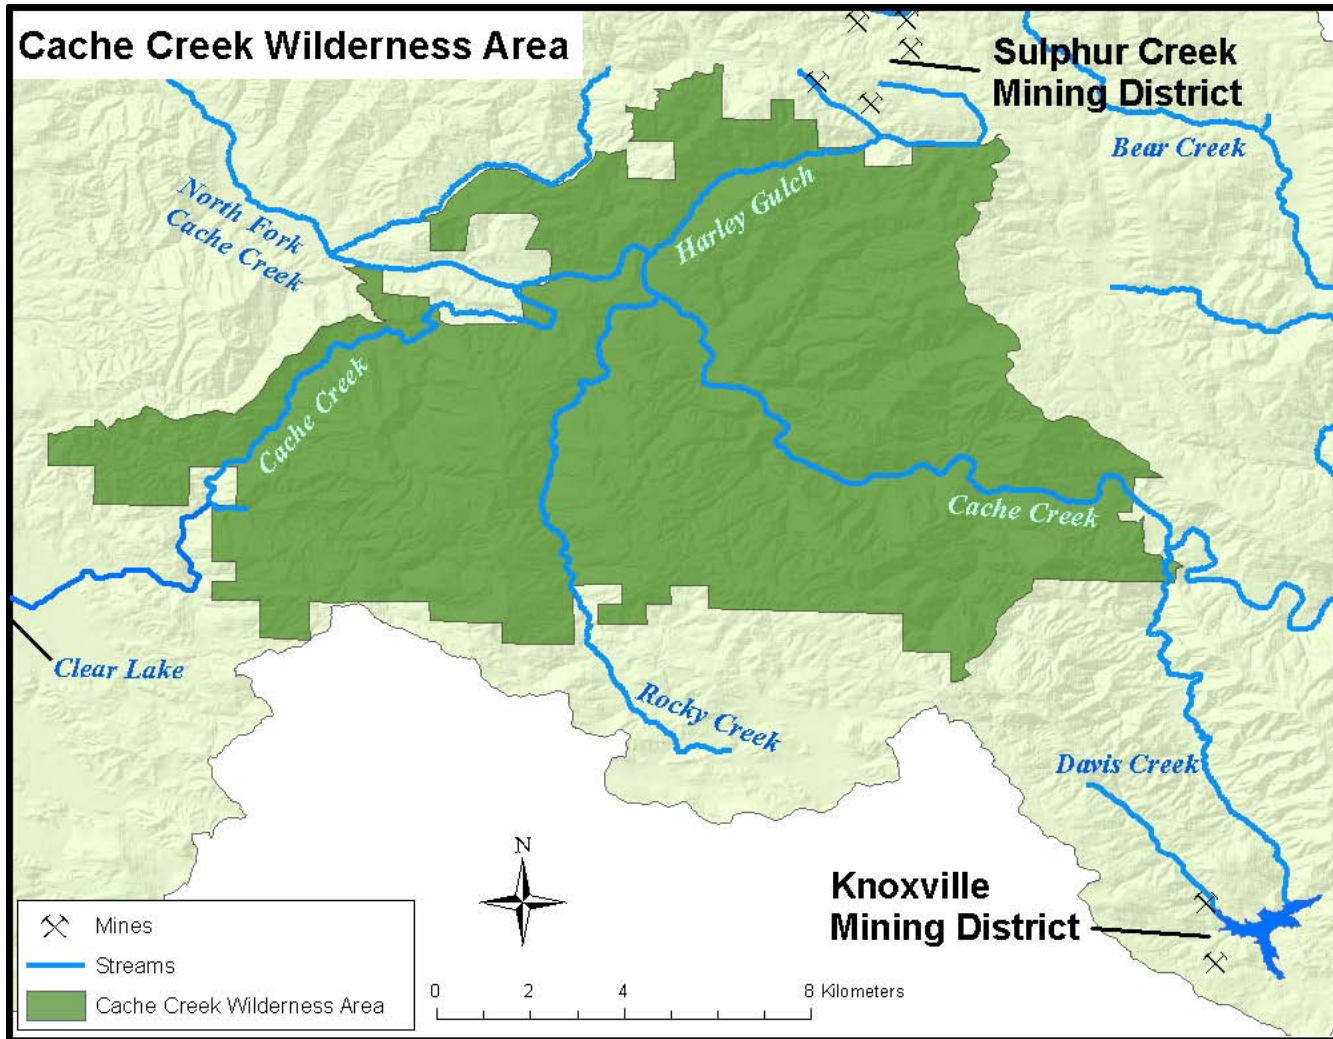 Cache Creek Wilderness Area
Sulphur Creek
Mining District
Bear Creek
North Fork
Cache Creek
Harley Gulch
Cache Creek
Cache Creek
Clear Lake
Rocky Creek
Davis Creek
Knoxville
Mining District
N
Mines
Streams
Cache Creek Wilderness Area
0 2 4 8 Kilometers